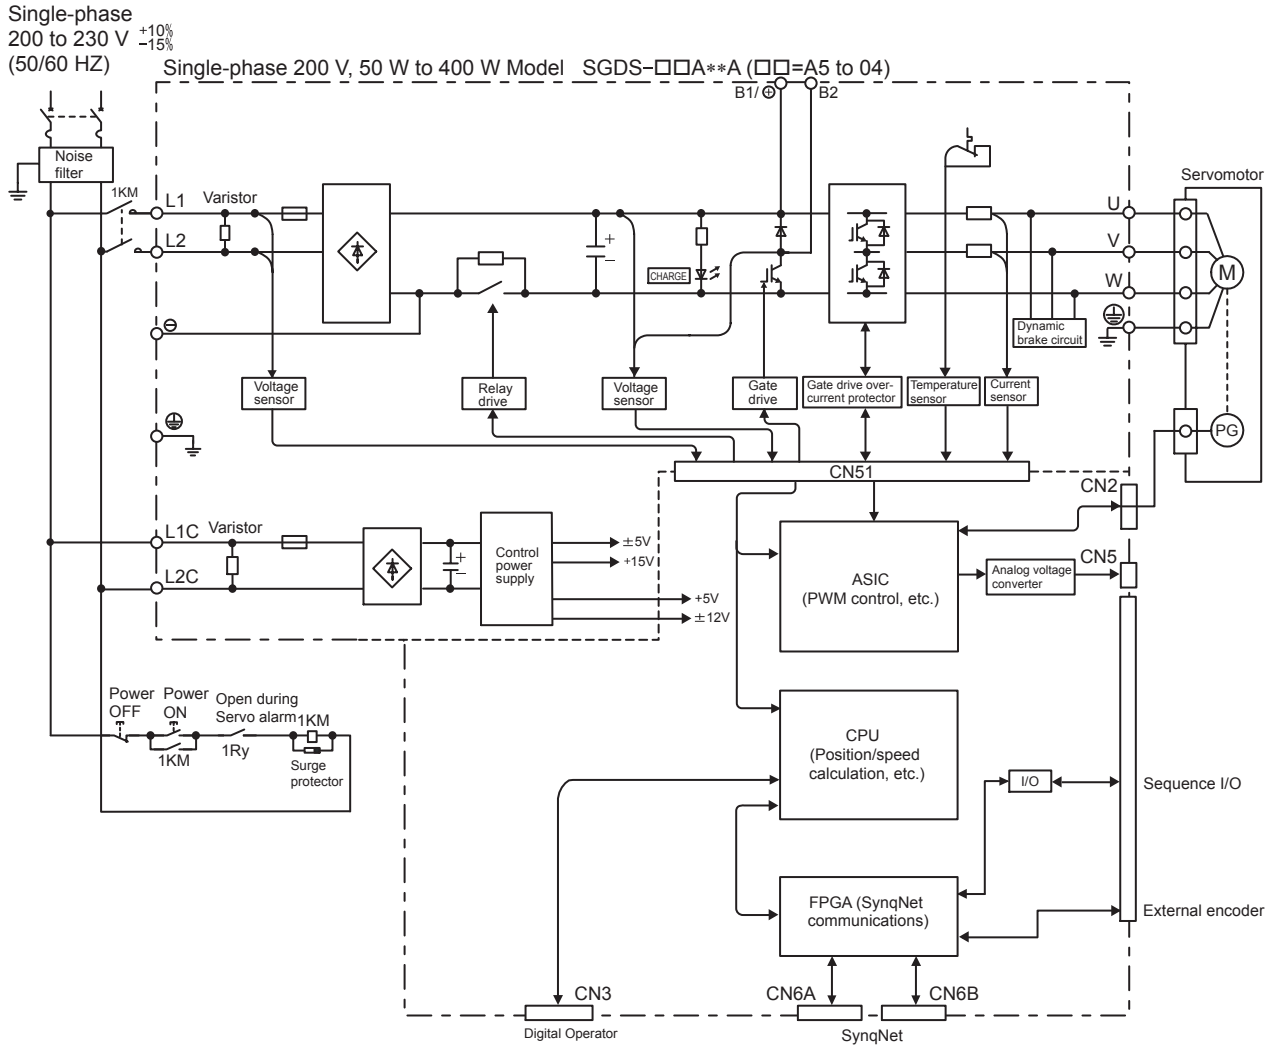 Single-phase
200 to 230 V +10% −15%
(50/60 HZ)
Single-phase 200 V, 50 W to 400 W Model SGDS-□□A**A (□□=A5 to 04)
B1/⊕
B2
Noise
filter
1KM
L1
Varistor
L2
+
−
CHARGE
U
V
W
Servomotor
M
Dynamic
brake circuit
⊖
Voltage
sensor
Relay
drive
Voltage
sensor
Gate
drive
Gate drive over-
current protector
Temperature
sensor
Current
sensor
PG
CN51
CN2
L1C
Varistor
L2C
+
−
Control
power
supply
±5V
+15V
+5V
±12V
ASIC
(PWM control, etc.)
Analog voltage
converter
CN5
Power
OFF
Power
ON
Open during
Servo alarm
1KM
1KM
1Ry
Surge
protector
CPU
(Position/speed
calculation, etc.)
I/O
Sequence I/O
FPGA (SynqNet
communications)
External encoder
CN3
CN6A
CN6B
Digital Operator
SynqNet